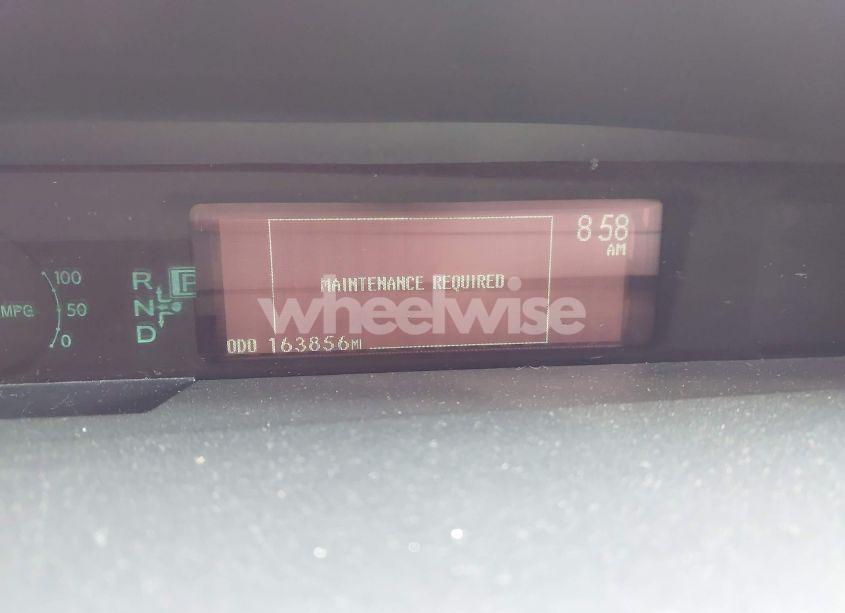 8:58
AM
MAINTENANCE REQUIRED
wheelwise
ODO 163856MI
MPG
100
50
0
R
N
D
P